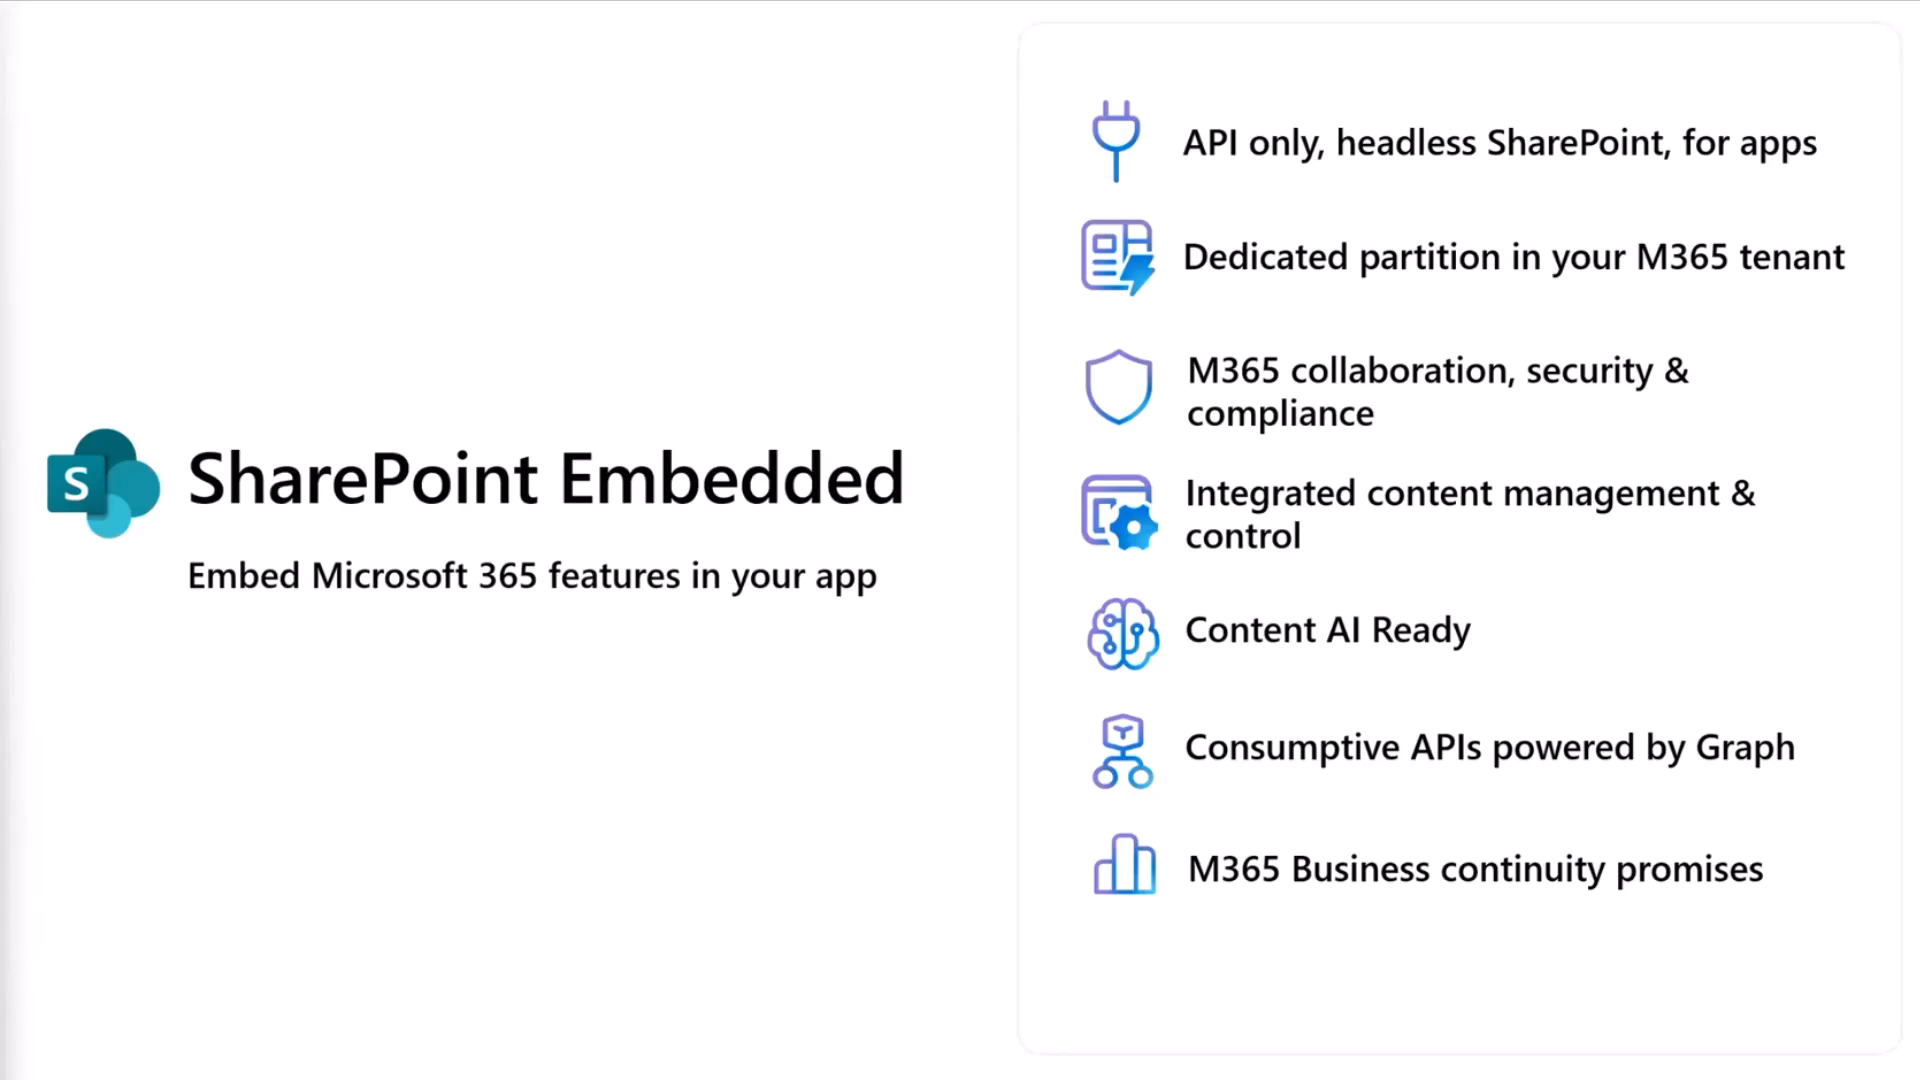 S
SharePoint Embedded
Embed Microsoft 365 features in your app
API only, headless SharePoint, for apps
Dedicated partition in your M365 tenant
M365 collaboration, security &
compliance
Integrated content management &
control
Content AI Ready
Consumptive APIs powered by Graph
M365 Business continuity promises